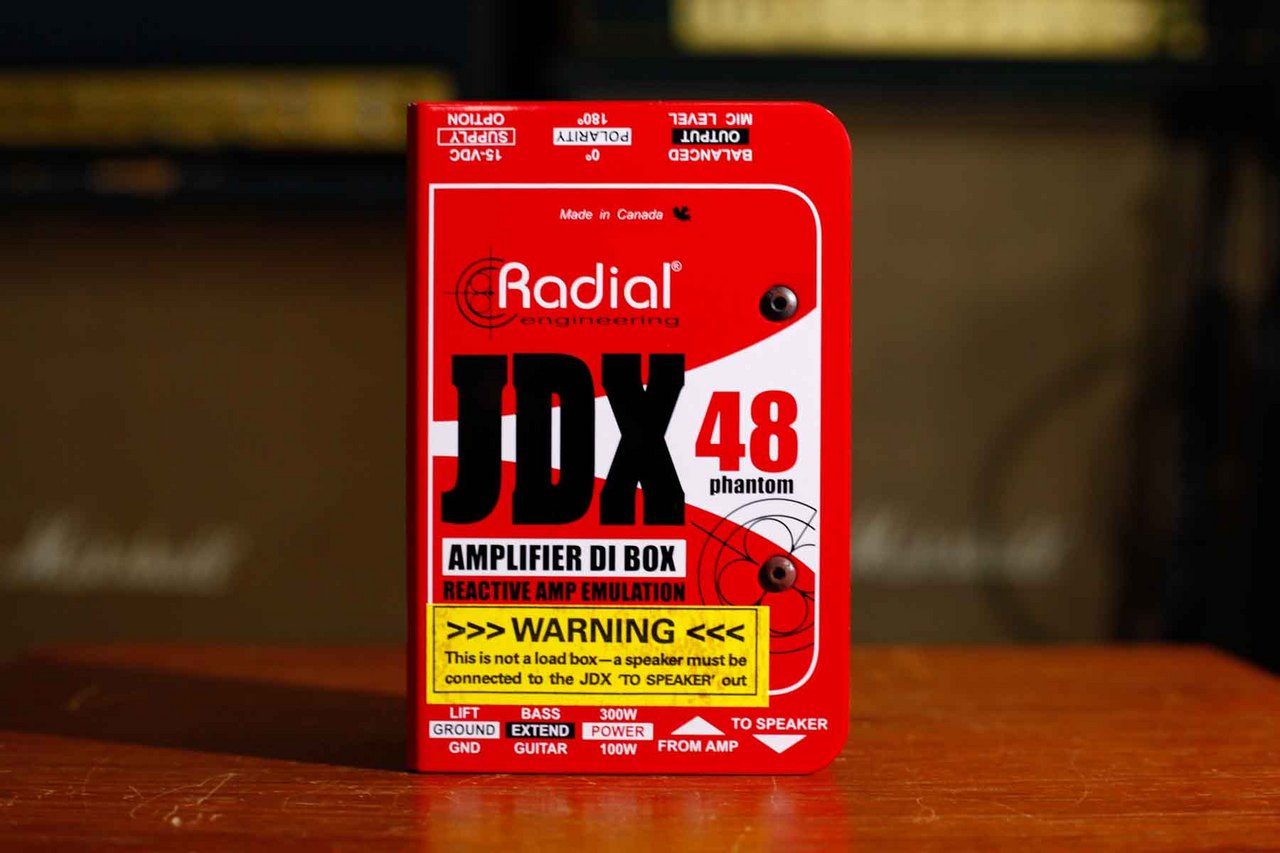 BALANCED
OUTPUT
MIC LEVEL
0°
POLARITY
180°
15-VDC
SUPPLY
OPTION
Made in Canada
Radial®
engineering
JDX
48
phantom
AMPLIFIER DI BOX
REACTIVE AMP EMULATION
>>> WARNING <<<
This is not a load box—a speaker must be
connected to the JDX 'TO SPEAKER' out
LIFT
GROUND
GND
BASS
EXTEND
GUITAR
300W
POWER
100W
FROM AMP
TO SPEAKER
Marshall
Marshall